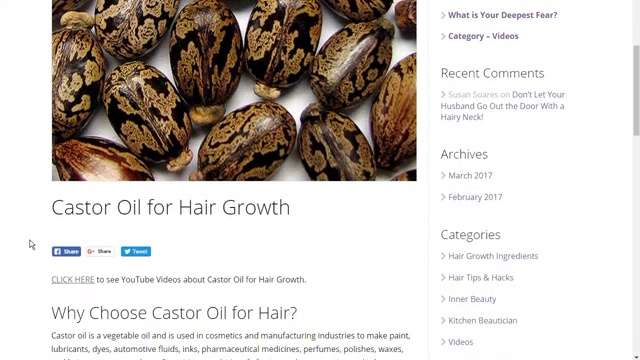 What is Your Deepest Fear?
Category – Videos
Recent Comments
Susan Soares on Don't Let Your
Husband Go Out the Door With a
Hairy Neck!
Archives
March 2017
February 2017
Categories
Hair Growth Ingredients
Hair Tips & Hacks
Inner Beauty
Kitchen Beautician
Videos
Castor Oil for Hair Growth
Share
Share
Tweet
CLICK HERE to see YouTube Videos about Castor Oil for Hair Growth.
Why Choose Castor Oil for Hair?
Castor oil is a vegetable oil and is used in cosmetics and manufacturing industries to make paint,
lubricants, dyes, automotive fluids, inks, pharmaceutical medicines, perfumes, polishes, waxes,